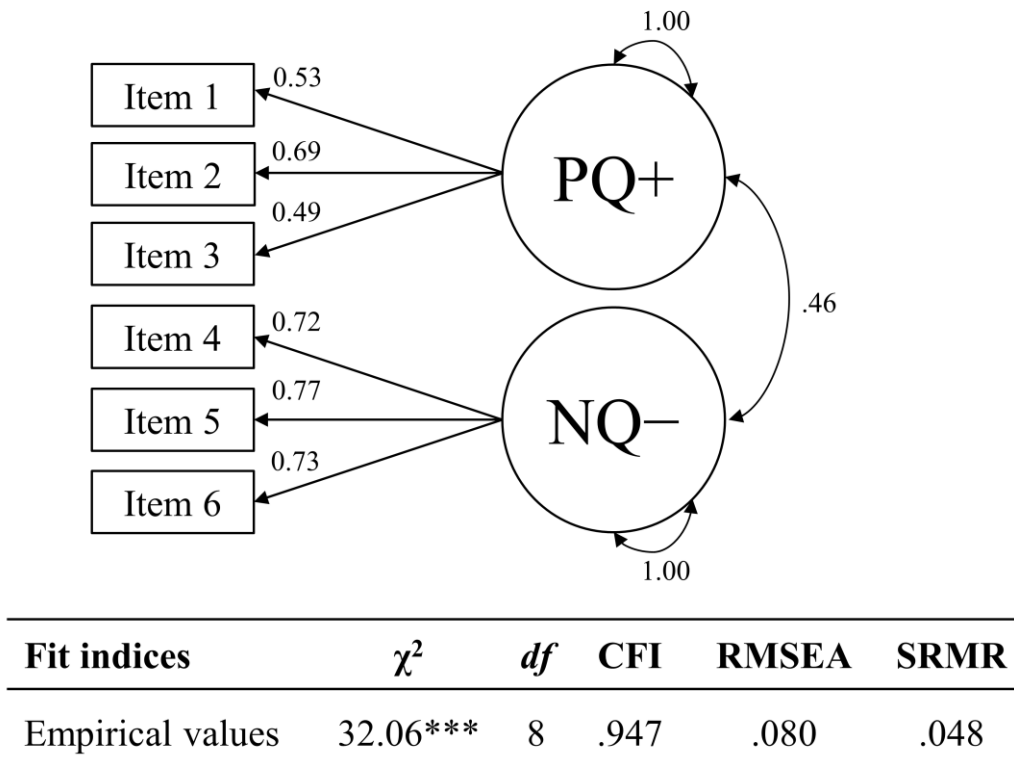 1.00
Item 1
0.53
PQ+
Item 2
0.69
Item 3
0.49
.46
Item 4
0.72
NQ−
Item 5
0.77
Item 6
0.73
1.00
Fit indices χ² df CFI RMSEA SRMR
Empirical values 32.06*** 8 .947 .080 .048